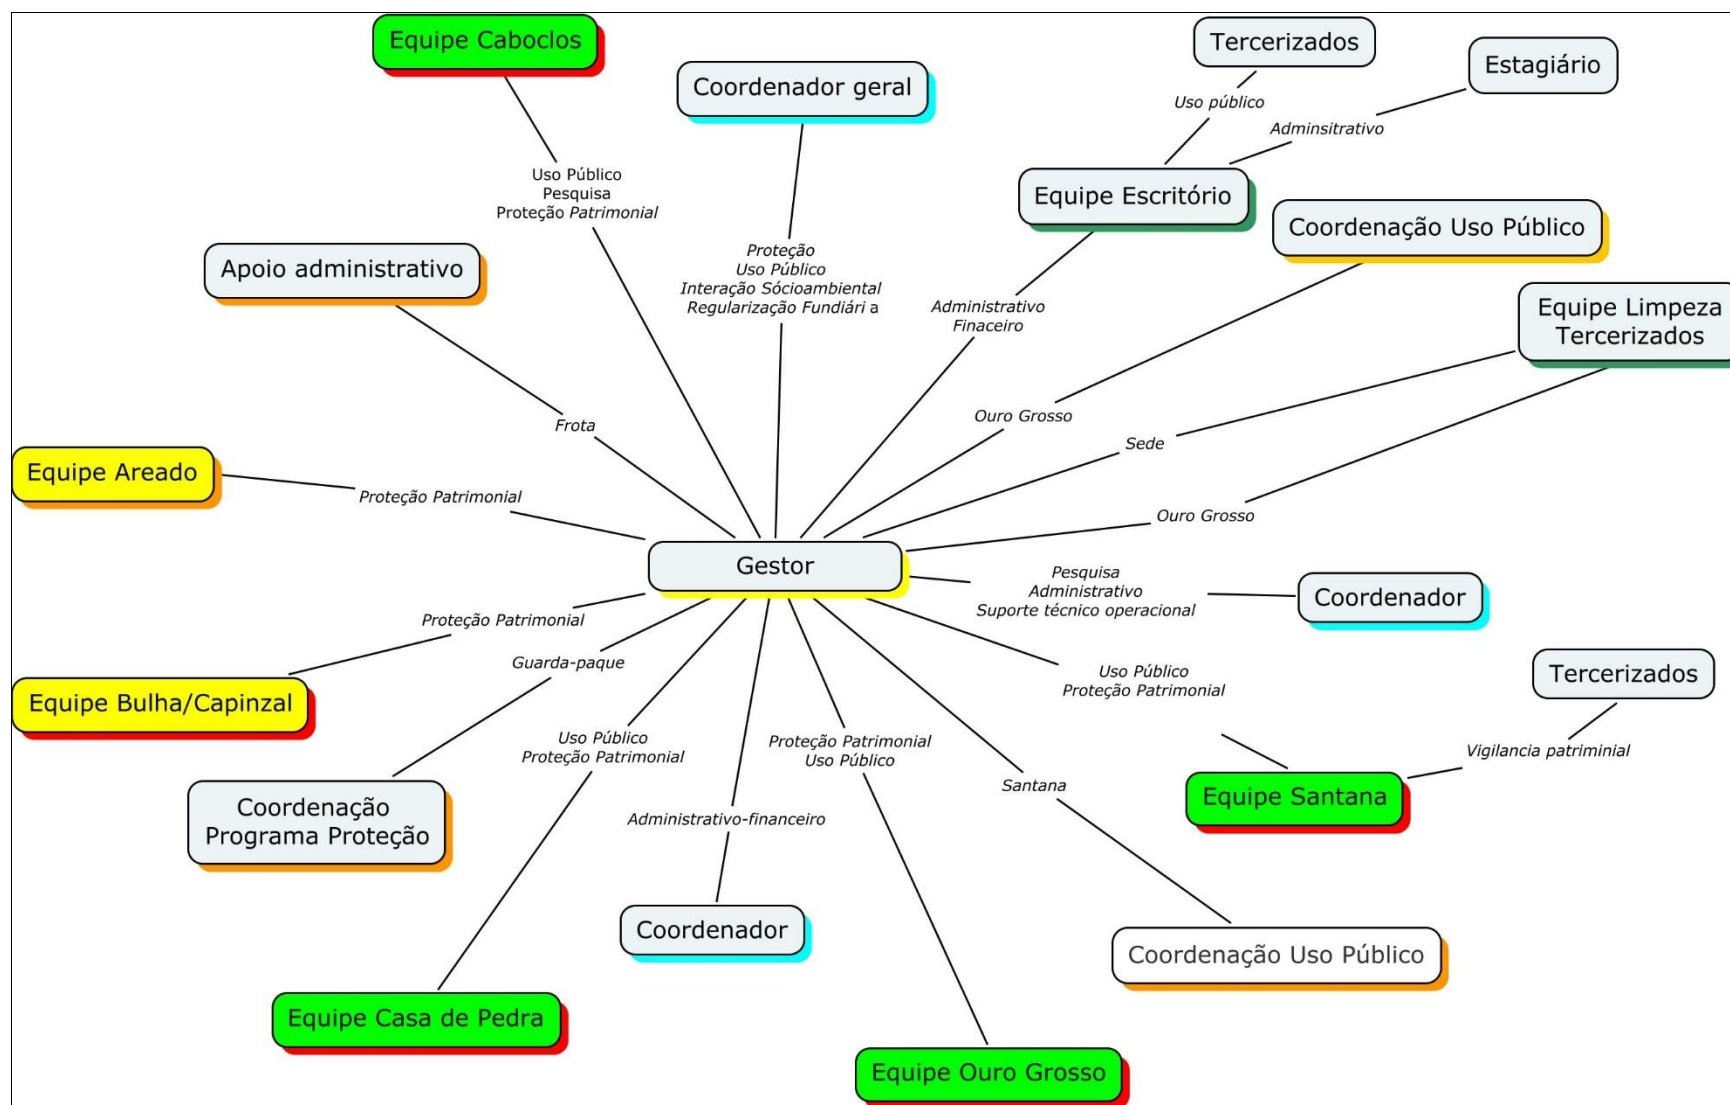 Equipe Caboclos
Tercerizados
Estagiário
Coordenador geral
Uso público
Adminsitrativo
Uso Público
Pesquisa
Proteção Patrimonial
Equipe Escritório
Coordenação Uso Público
Apoio administrativo
Proteção
Uso Público
Interação Sócioambiental
Regularização Fundiári a
Administrativo
Finaceiro
Equipe Limpeza
Tercerizados
Frota
Ouro Grosso
Sede
Equipe Areado
Proteção Patrimonial
Ouro Grosso
Gestor
Pesquisa
Administrativo
Suporte técnico operacional
Coordenador
Proteção Patrimonial
Guarda-paque
Uso Público
Proteção Patrimonial
Tercerizados
Equipe Bulha/Capinzal
Uso Público
Proteção Patrimonial
Proteção Patrimonial
Uso Público
Vigilancia patriminial
Santana
Equipe Santana
Coordenação
Programa Proteção
Administrativo-financeiro
Coordenador
Coordenação Uso Público
Equipe Casa de Pedra
Equipe Ouro Grosso